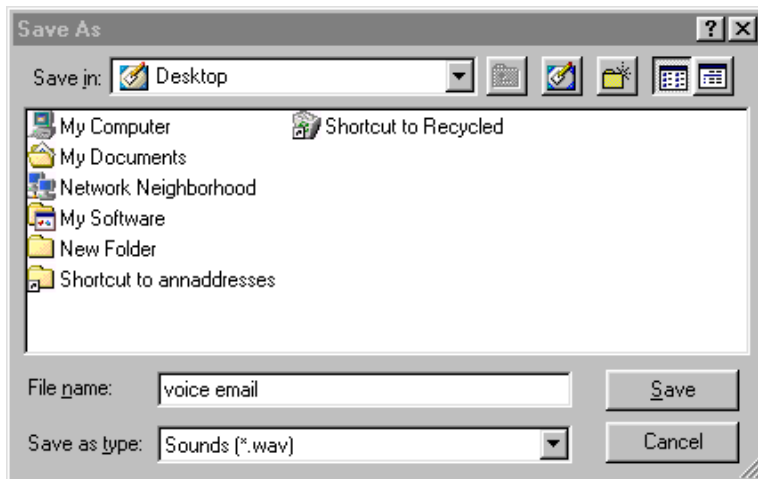 Save As
Save in: Desktop
My Computer
My Documents
Network Neighborhood
My Software
New Folder
Shortcut to annaddresses
Shortcut to Recycled
File name: voice email
Save
Save as type: Sounds (*.wav)
Cancel